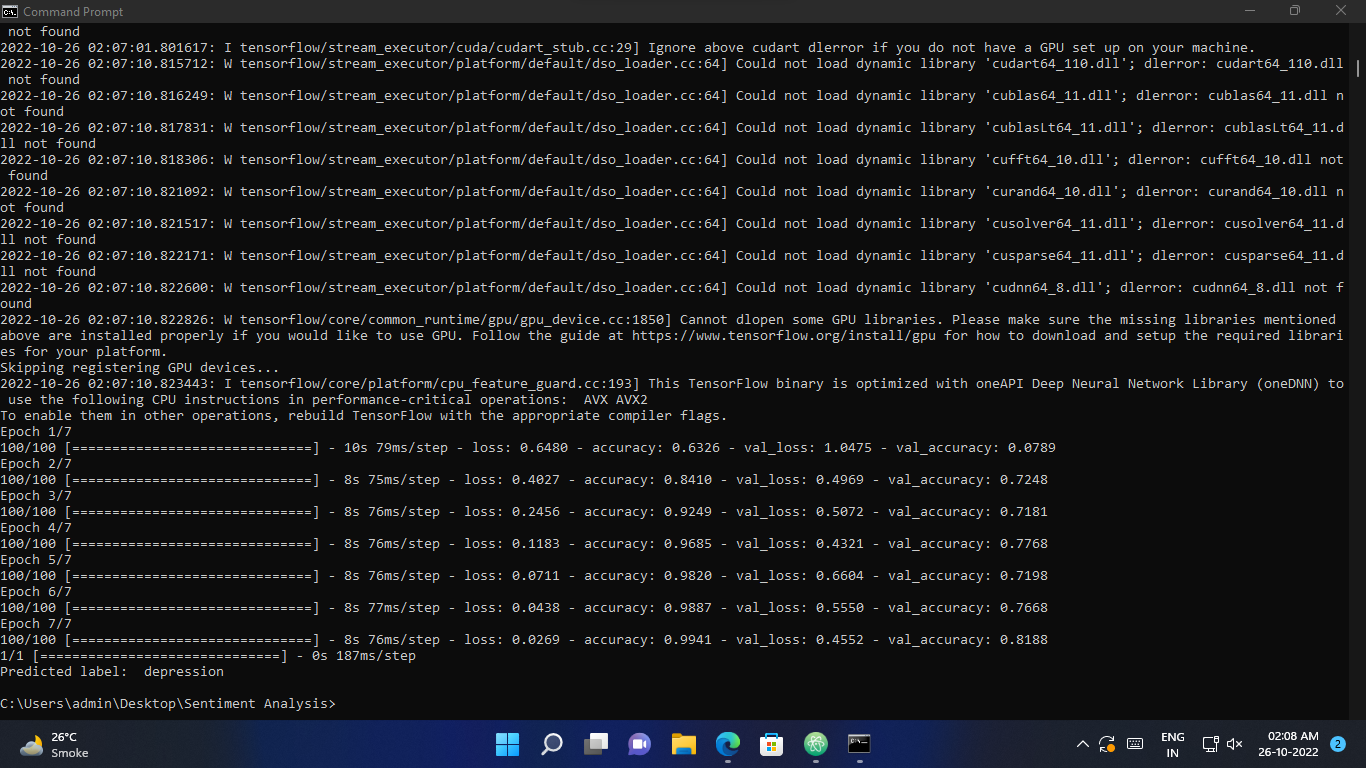 Command Prompt
not found
2022-10-26 02:07:01.801617: I tensorflow/stream_executor/cuda/cudart_stub.cc:29] Ignore above cudart dlerror if you do not have a GPU set up on your machine.
2022-10-26 02:07:10.815712: W tensorflow/stream_executor/platform/default/dso_loader.cc:64] Could not load dynamic library 'cudart64_110.dll'; dlerror: cudart64_110.dll
not found
2022-10-26 02:07:10.816249: W tensorflow/stream_executor/platform/default/dso_loader.cc:64] Could not load dynamic library 'cublas64_11.dll'; dlerror: cublas64_11.dll n
ot found
2022-10-26 02:07:10.817831: W tensorflow/stream_executor/platform/default/dso_loader.cc:64] Could not load dynamic library 'cublasLt64_11.dll'; dlerror: cublasLt64_11.d
ll not found
2022-10-26 02:07:10.818306: W tensorflow/stream_executor/platform/default/dso_loader.cc:64] Could not load dynamic library 'cufft64_10.dll'; dlerror: cufft64_10.dll not
found
2022-10-26 02:07:10.821092: W tensorflow/stream_executor/platform/default/dso_loader.cc:64] Could not load dynamic library 'curand64_10.dll'; dlerror: curand64_10.dll n
ot found
2022-10-26 02:07:10.821517: W tensorflow/stream_executor/platform/default/dso_loader.cc:64] Could not load dynamic library 'cusolver64_11.dll'; dlerror: cusolver64_11.d
ll not found
2022-10-26 02:07:10.822171: W tensorflow/stream_executor/platform/default/dso_loader.cc:64] Could not load dynamic library 'cusparse64_11.dll'; dlerror: cusparse64_11.d
ll not found
2022-10-26 02:07:10.822600: W tensorflow/stream_executor/platform/default/dso_loader.cc:64] Could not load dynamic library 'cudnn64_8.dll'; dlerror: cudnn64_8.dll not f
ound
2022-10-26 02:07:10.822826: W tensorflow/core/common_runtime/gpu/gpu_device.cc:1850] Cannot dlopen some GPU libraries. Please make sure the missing libraries mentioned
above are installed properly if you would like to use GPU. Follow the guide at https://www.tensorflow.org/install/gpu for how to download and setup the required librari
es for your platform.
Skipping registering GPU devices...
2022-10-26 02:07:10.823443: I tensorflow/core/platform/cpu_feature_guard.cc:193] This TensorFlow binary is optimized with oneAPI Deep Neural Network Library (oneDNN) to
use the following CPU instructions in performance-critical operations:  AVX AVX2
To enable them in other operations, rebuild TensorFlow with the appropriate compiler flags.
Epoch 1/7
100/100 [==============================] - 10s 79ms/step - loss: 0.6480 - accuracy: 0.6326 - val_loss: 1.0475 - val_accuracy: 0.0789
Epoch 2/7
100/100 [==============================] - 8s 75ms/step - loss: 0.4027 - accuracy: 0.8410 - val_loss: 0.4969 - val_accuracy: 0.7248
Epoch 3/7
100/100 [==============================] - 8s 76ms/step - loss: 0.2456 - accuracy: 0.9249 - val_loss: 0.5072 - val_accuracy: 0.7181
Epoch 4/7
100/100 [==============================] - 8s 76ms/step - loss: 0.1183 - accuracy: 0.9685 - val_loss: 0.4321 - val_accuracy: 0.7768
Epoch 5/7
100/100 [==============================] - 8s 76ms/step - loss: 0.0711 - accuracy: 0.9820 - val_loss: 0.6604 - val_accuracy: 0.7198
Epoch 6/7
100/100 [==============================] - 8s 77ms/step - loss: 0.0438 - accuracy: 0.9887 - val_loss: 0.5550 - val_accuracy: 0.7668
Epoch 7/7
100/100 [==============================] - 8s 76ms/step - loss: 0.0269 - accuracy: 0.9941 - val_loss: 0.4552 - val_accuracy: 0.8188
1/1 [==============================] - 0s 187ms/step
Predicted label:  depression
C:\Users\admin\Desktop\Sentiment Analysis>
26°C
Smoke
ENG
IN
02:08 AM
26-10-2022
2